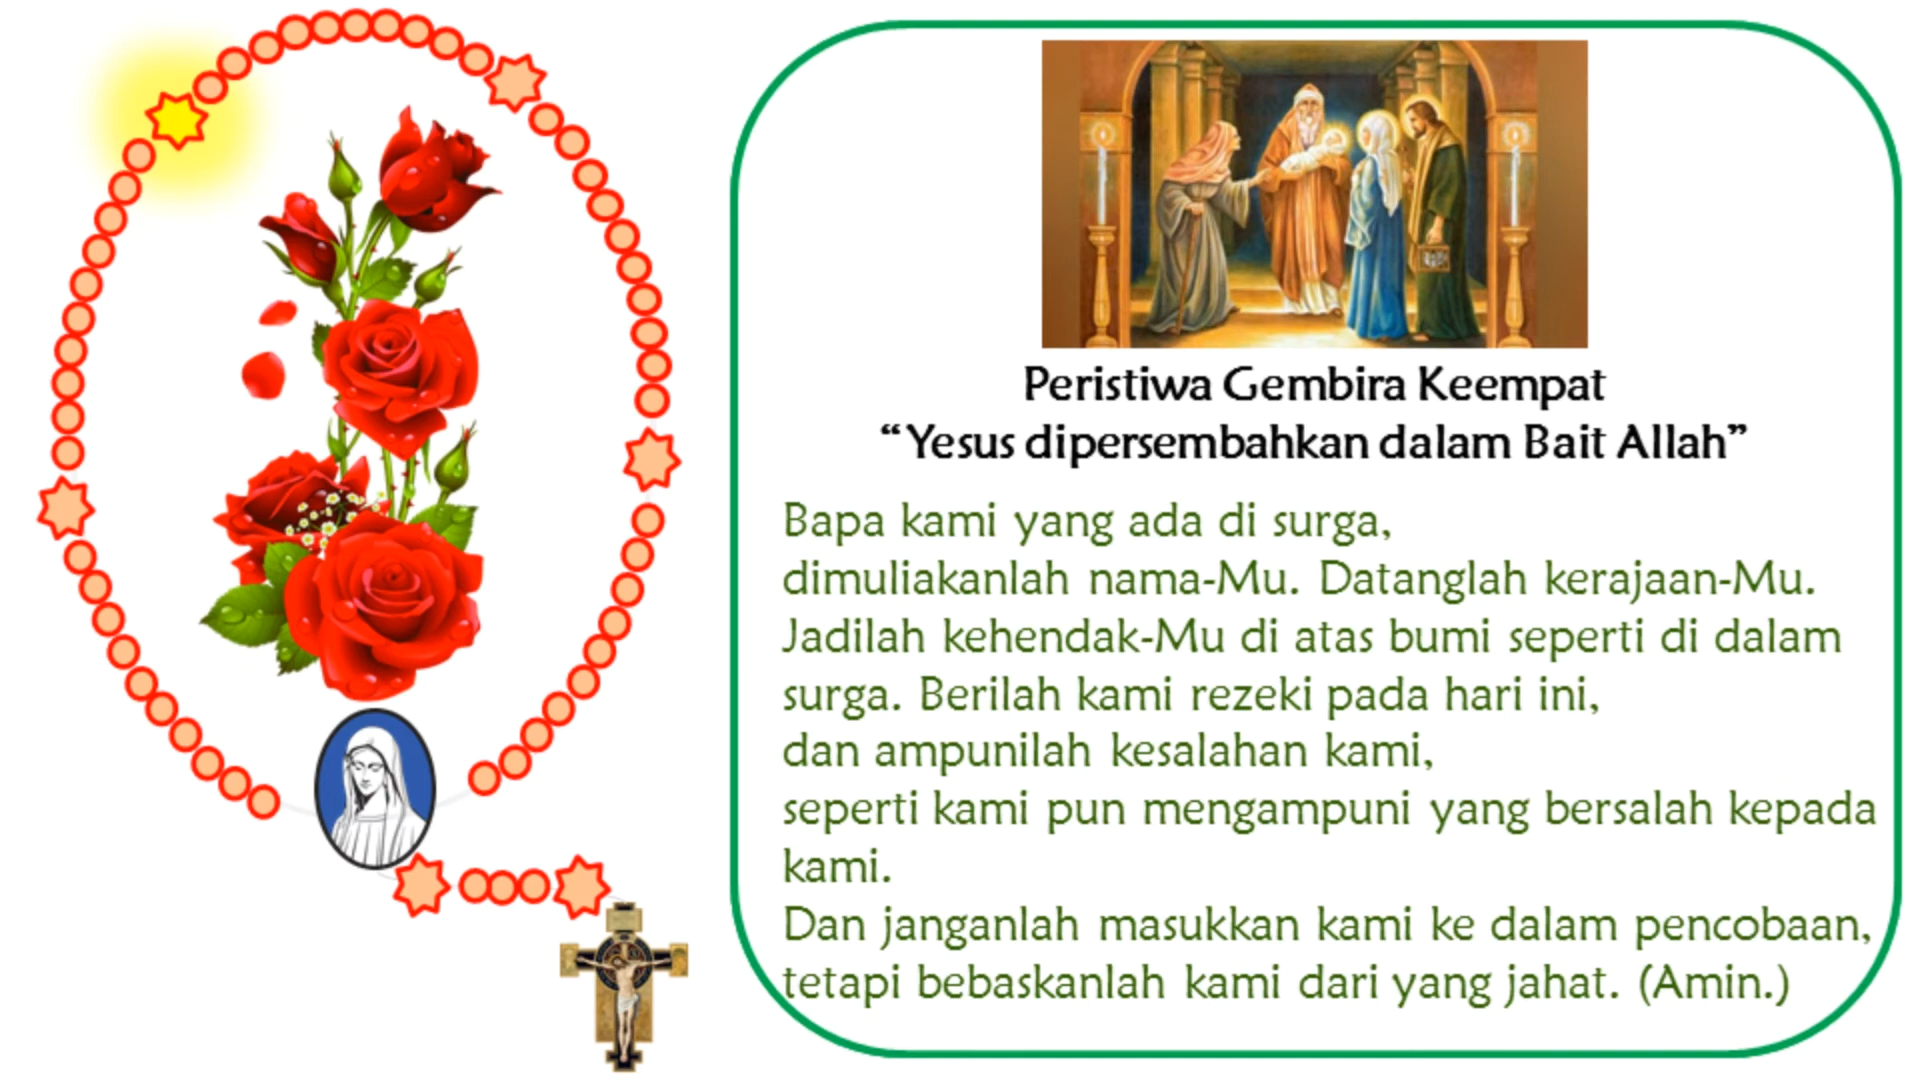 Peristiwa Gembira Keempat
“Yesus dipersembahkan dalam Bait Allah”
Bapa kami yang ada di surga,
dimuliakanlah nama-Mu. Datanglah kerajaan-Mu.
Jadilah kehendak-Mu di atas bumi seperti di dalam
surga. Berilah kami rezeki pada hari ini,
dan ampunilah kesalahan kami,
seperti kami pun mengampuni yang bersalah kepada
kami.
Dan janganlah masukkan kami ke dalam pencobaan,
tetapi bebaskanlah kami dari yang jahat. (Amin.)